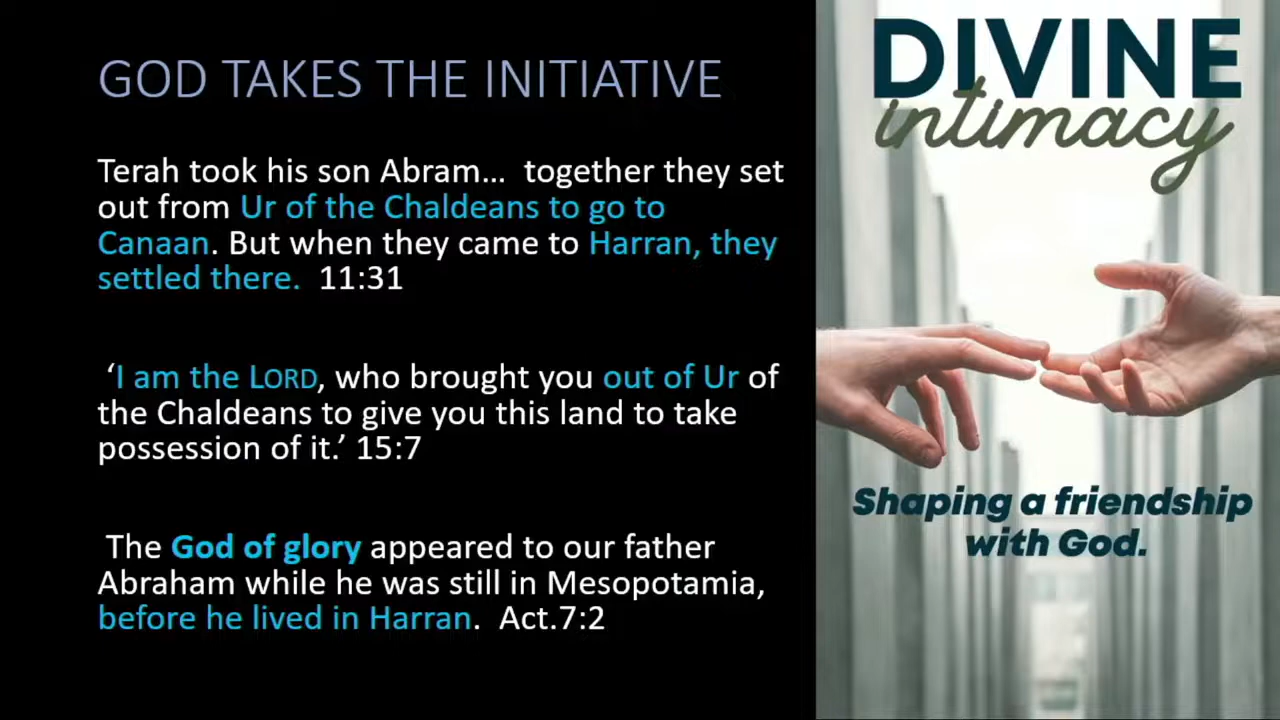 GOD TAKES THE INITIATIVE
Terah took his son Abram... together they set
out from Ur of the Chaldeans to go to
Canaan. But when they came to Harran, they
settled there. 11:31
‘I am the LORD, who brought you out of Ur of
the Chaldeans to give you this land to take
possession of it.’ 15:7
The God of glory appeared to our father
Abraham while he was still in Mesopotamia,
before he lived in Harran. Act.7:2
DIVINE
intimacy
Shaping a friendship
with God.